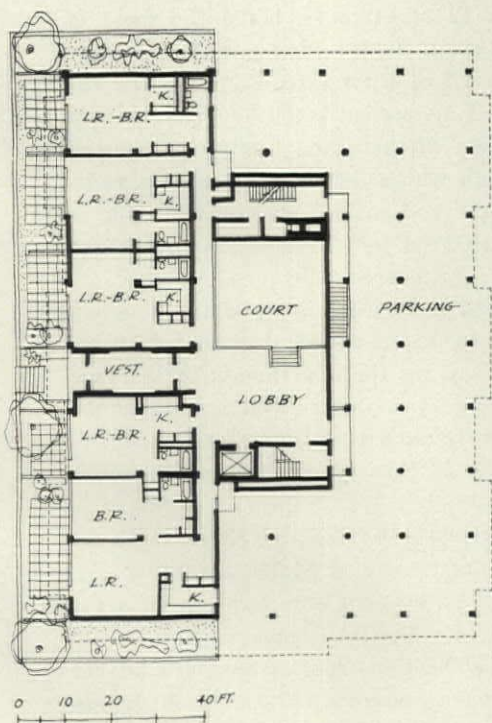 K.
L.R.-B.R.
L.R.-B.R.
K.
L.R.-B.R.
K.
COURT
PARKING
VEST.
LOBBY
K.
L.R.-B.R.
B.R.
L.R.
K.
0 10 20 40 FT.